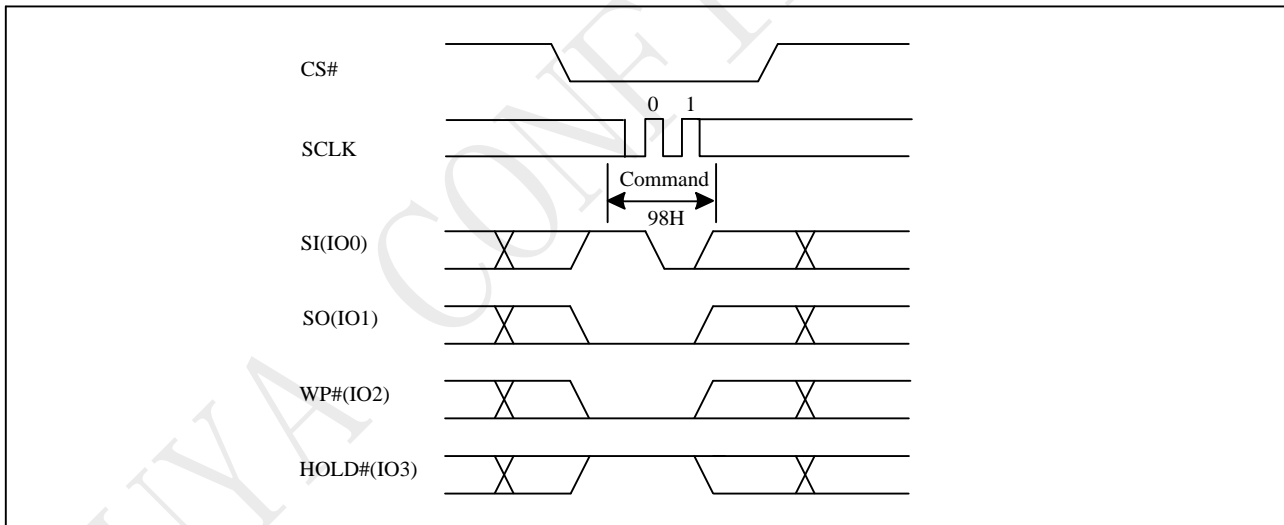 CS#
0 1
SCLK
Command
98H
SI(IO0)
SO(IO1)
WP#(IO2)
HOLD#(IO3)